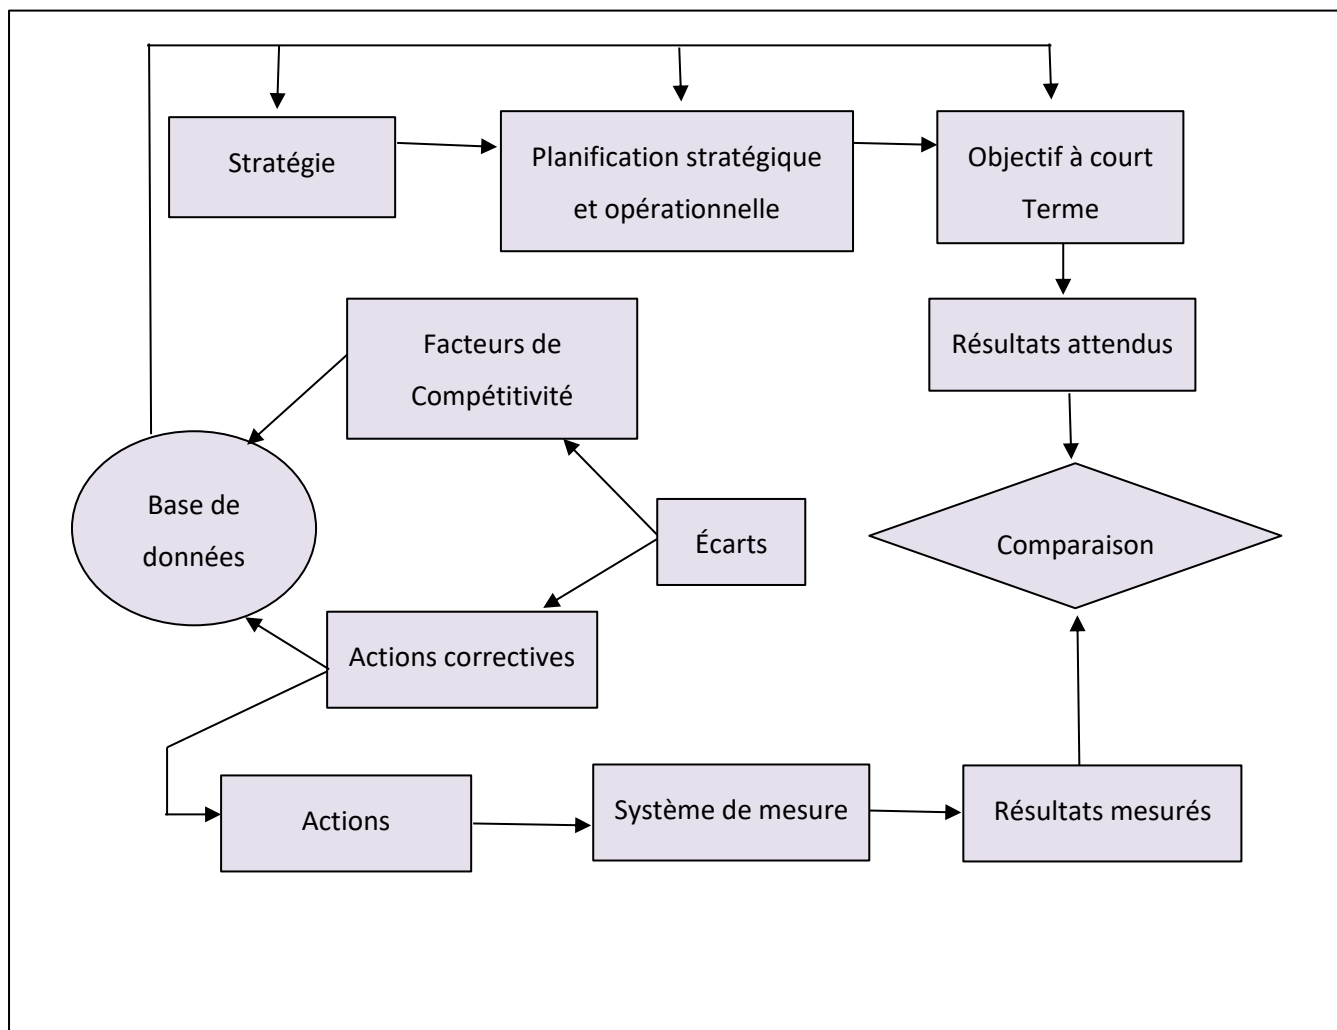 Stratégie
Planification stratégique
et opérationnelle
Objectif à court
Terme
Facteurs de
Compétitivité
Résultats attendus
Base de
données
Écarts
Comparaison
Actions correctives
Actions
Système de mesure
Résultats mesurés